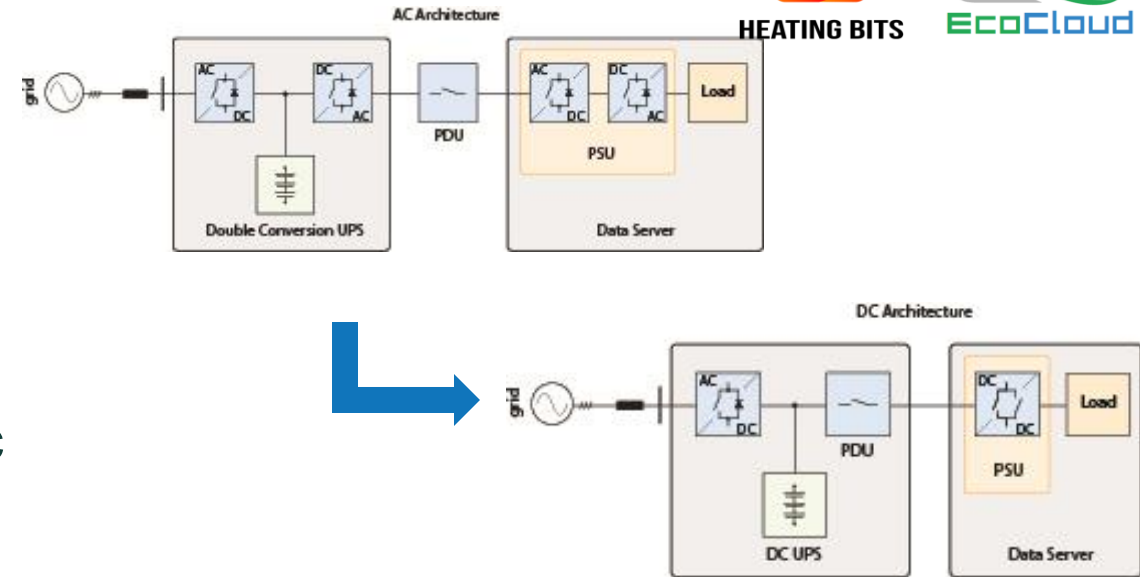 AC Architecture
HEATING BITS
EcoCloud
grid
AC
DC
DC
AC
PDU
AC
DC
DC
AC
Load
PSU
Double Conversion UPS
Data Server
DC Architecture
grid
AC
DC
PDU
DC
DC
Load
PSU
DC UPS
Data Server